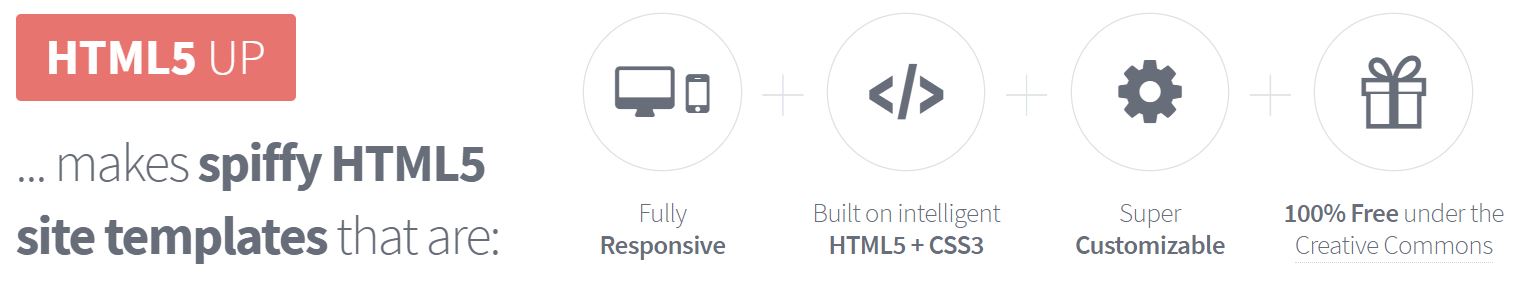 HTML5 UP
... makes spiffy HTML5
site templates that are:
Fully
Responsive
Built on intelligent
HTML5 + CSS3
Super
Customizable
100% Free under the
Creative Commons